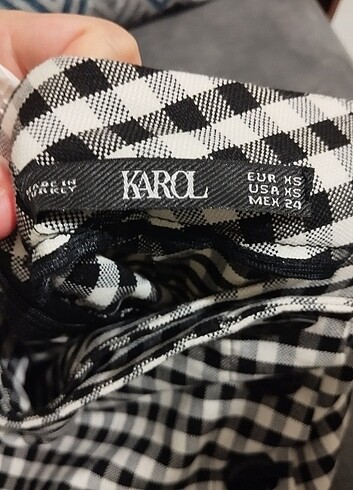 MADE IN
TURKEY
KAROL
EUR XS
USA XS
MEX 24